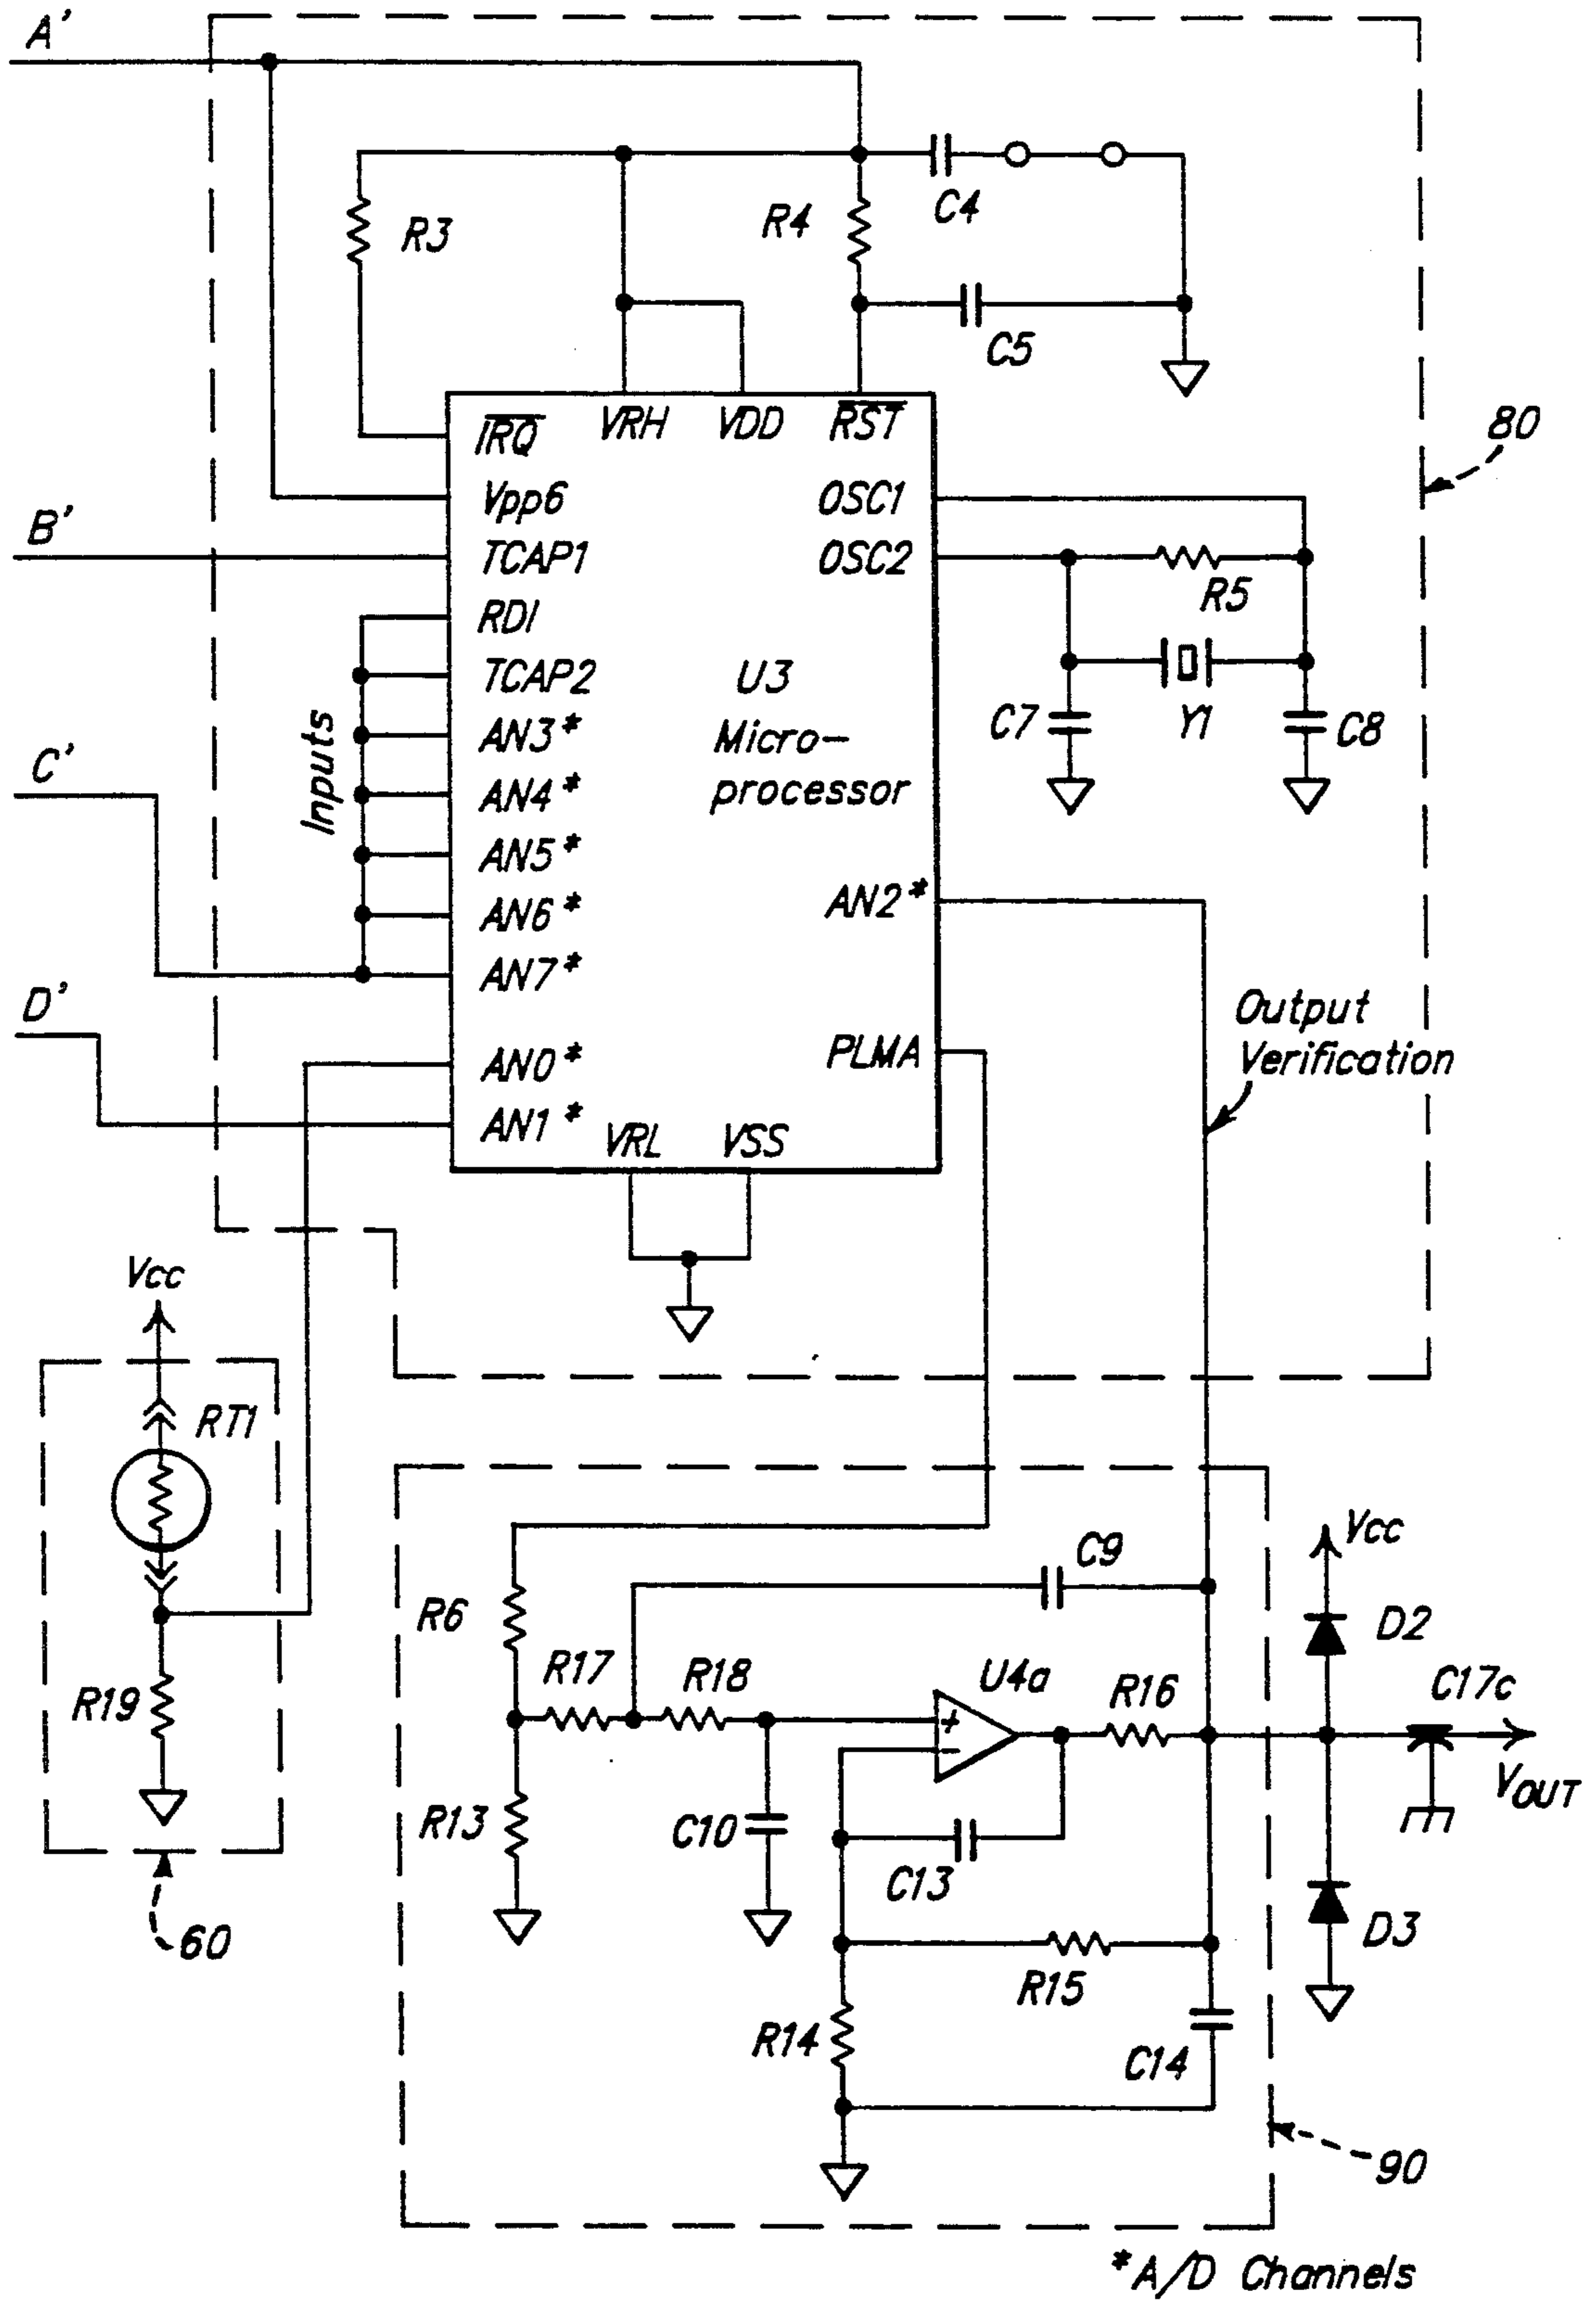 A'
C4
R3
R4
C5
IRQ
VRH
VDD
RST
80
Vpp6
OSC1
B'
TCAP1
OSC2
R5
RDI
TCAP2
U3
Inputs
AN3*
Micro-
C7
Y1
C8
C'
AN4*
processor
AN5*
AN6*
AN2*
AN7*
D'
Output
Verification
AN0*
PLMA
AN1*
VRL
VSS
Vcc
RT1
R19
60
Vcc
C9
R6
D2
R17
R18
U4a
R16
C17c
VOUT
R13
C10
C13
D3
R15
R14
C14
90
*A/D Channels